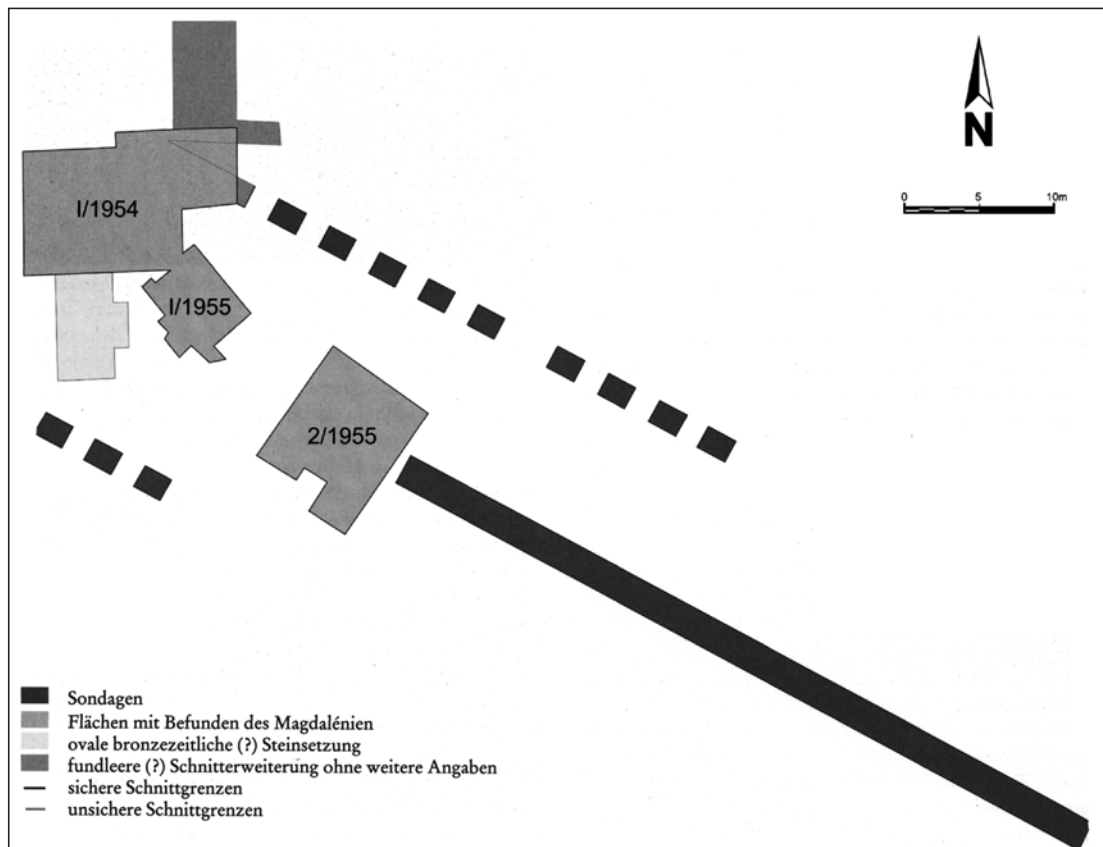 N
0 5 10m
I/1954
I/1955
2/1955
Sondagen
Flächen mit Befunden des Magdalénien
ovale bronzezeitliche (?) Steinsetzung
fundleere (?) Schnitterweiterung ohne weitere Angaben
sichere Schnittgrenzen
unsichere Schnittgrenzen